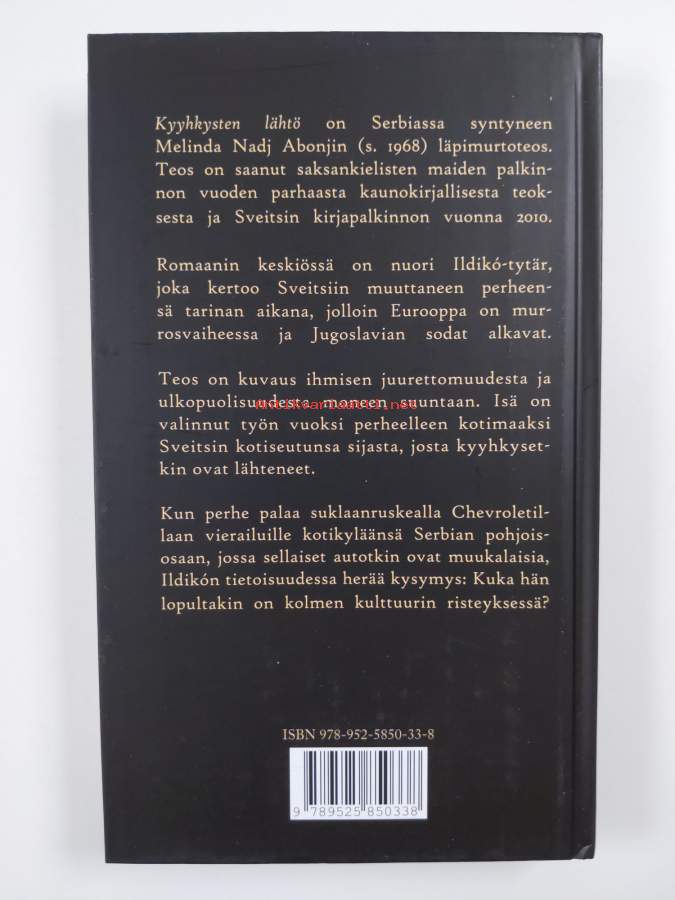 Kyyhkysten lähtö on Serbiassa syntyneen
Melinda Nadj Abonjin (s. 1968) läpimurtoteos.
Teos on saanut saksankielisten maiden palkin-
non vuoden parhaasta kaunokirjallisesta teok-
sesta ja Sveitsin kirjapalkinnon vuonna 2010.
Romaanin keskiössä on nuori Ildikó-tytär,
joka kertoo Sveitsiin muuttaneen perheen-
sä tarinan aikana, jolloin Eurooppa on mur-
rosvaiheessa ja Jugoslavian sodat alkavat.
Teos on kuvaus ihmisen juurettomuudesta ja
ulkopuolisuudesta moneen suuntaan. Isä on
Antikvariaatti.net
valinnut työn vuoksi perheelleen kotimaaksi
Sveitsin kotiseutunsa sijasta, josta kyyhkyset-
kin ovat lähteneet.
Kun perhe palaa suklaanruskealla Chevroletil-
laan vierailuille kotikyläänsä Serbian pohjois-
osaan, jossa sellaiset autotkin ovat muukalaisia,
Ildikón tietoisuudessa herää kysymys: Kuka hän
lopultakin on kolmen kulttuurin risteyksessä?
ISBN 978-952-5850-33-8
9 789525 850338